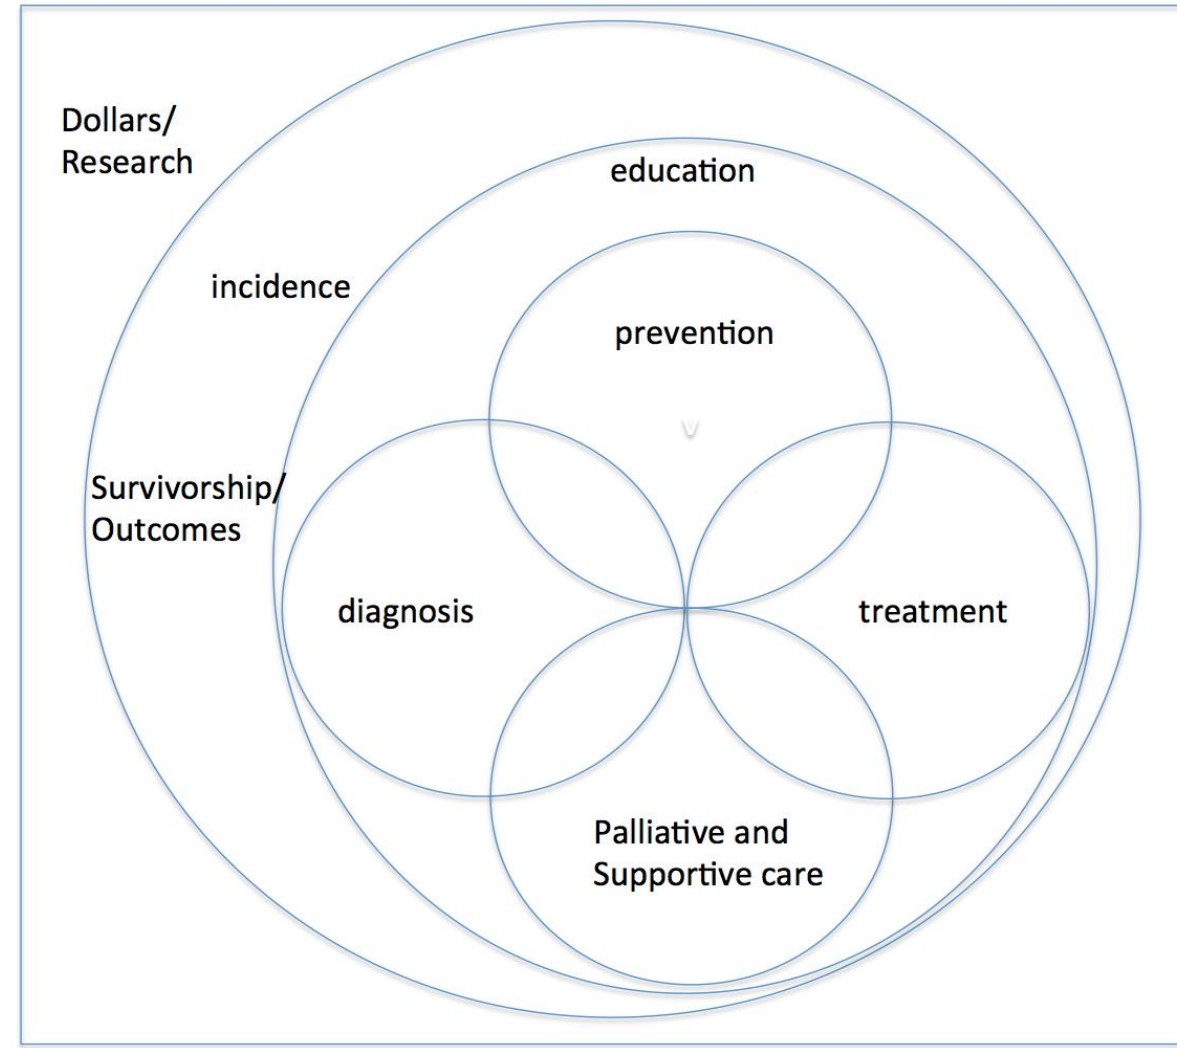 Dollars/
Research
education
incidence
prevention
v
Survivorship/
Outcomes
diagnosis
treatment
Palliative and
Supportive care